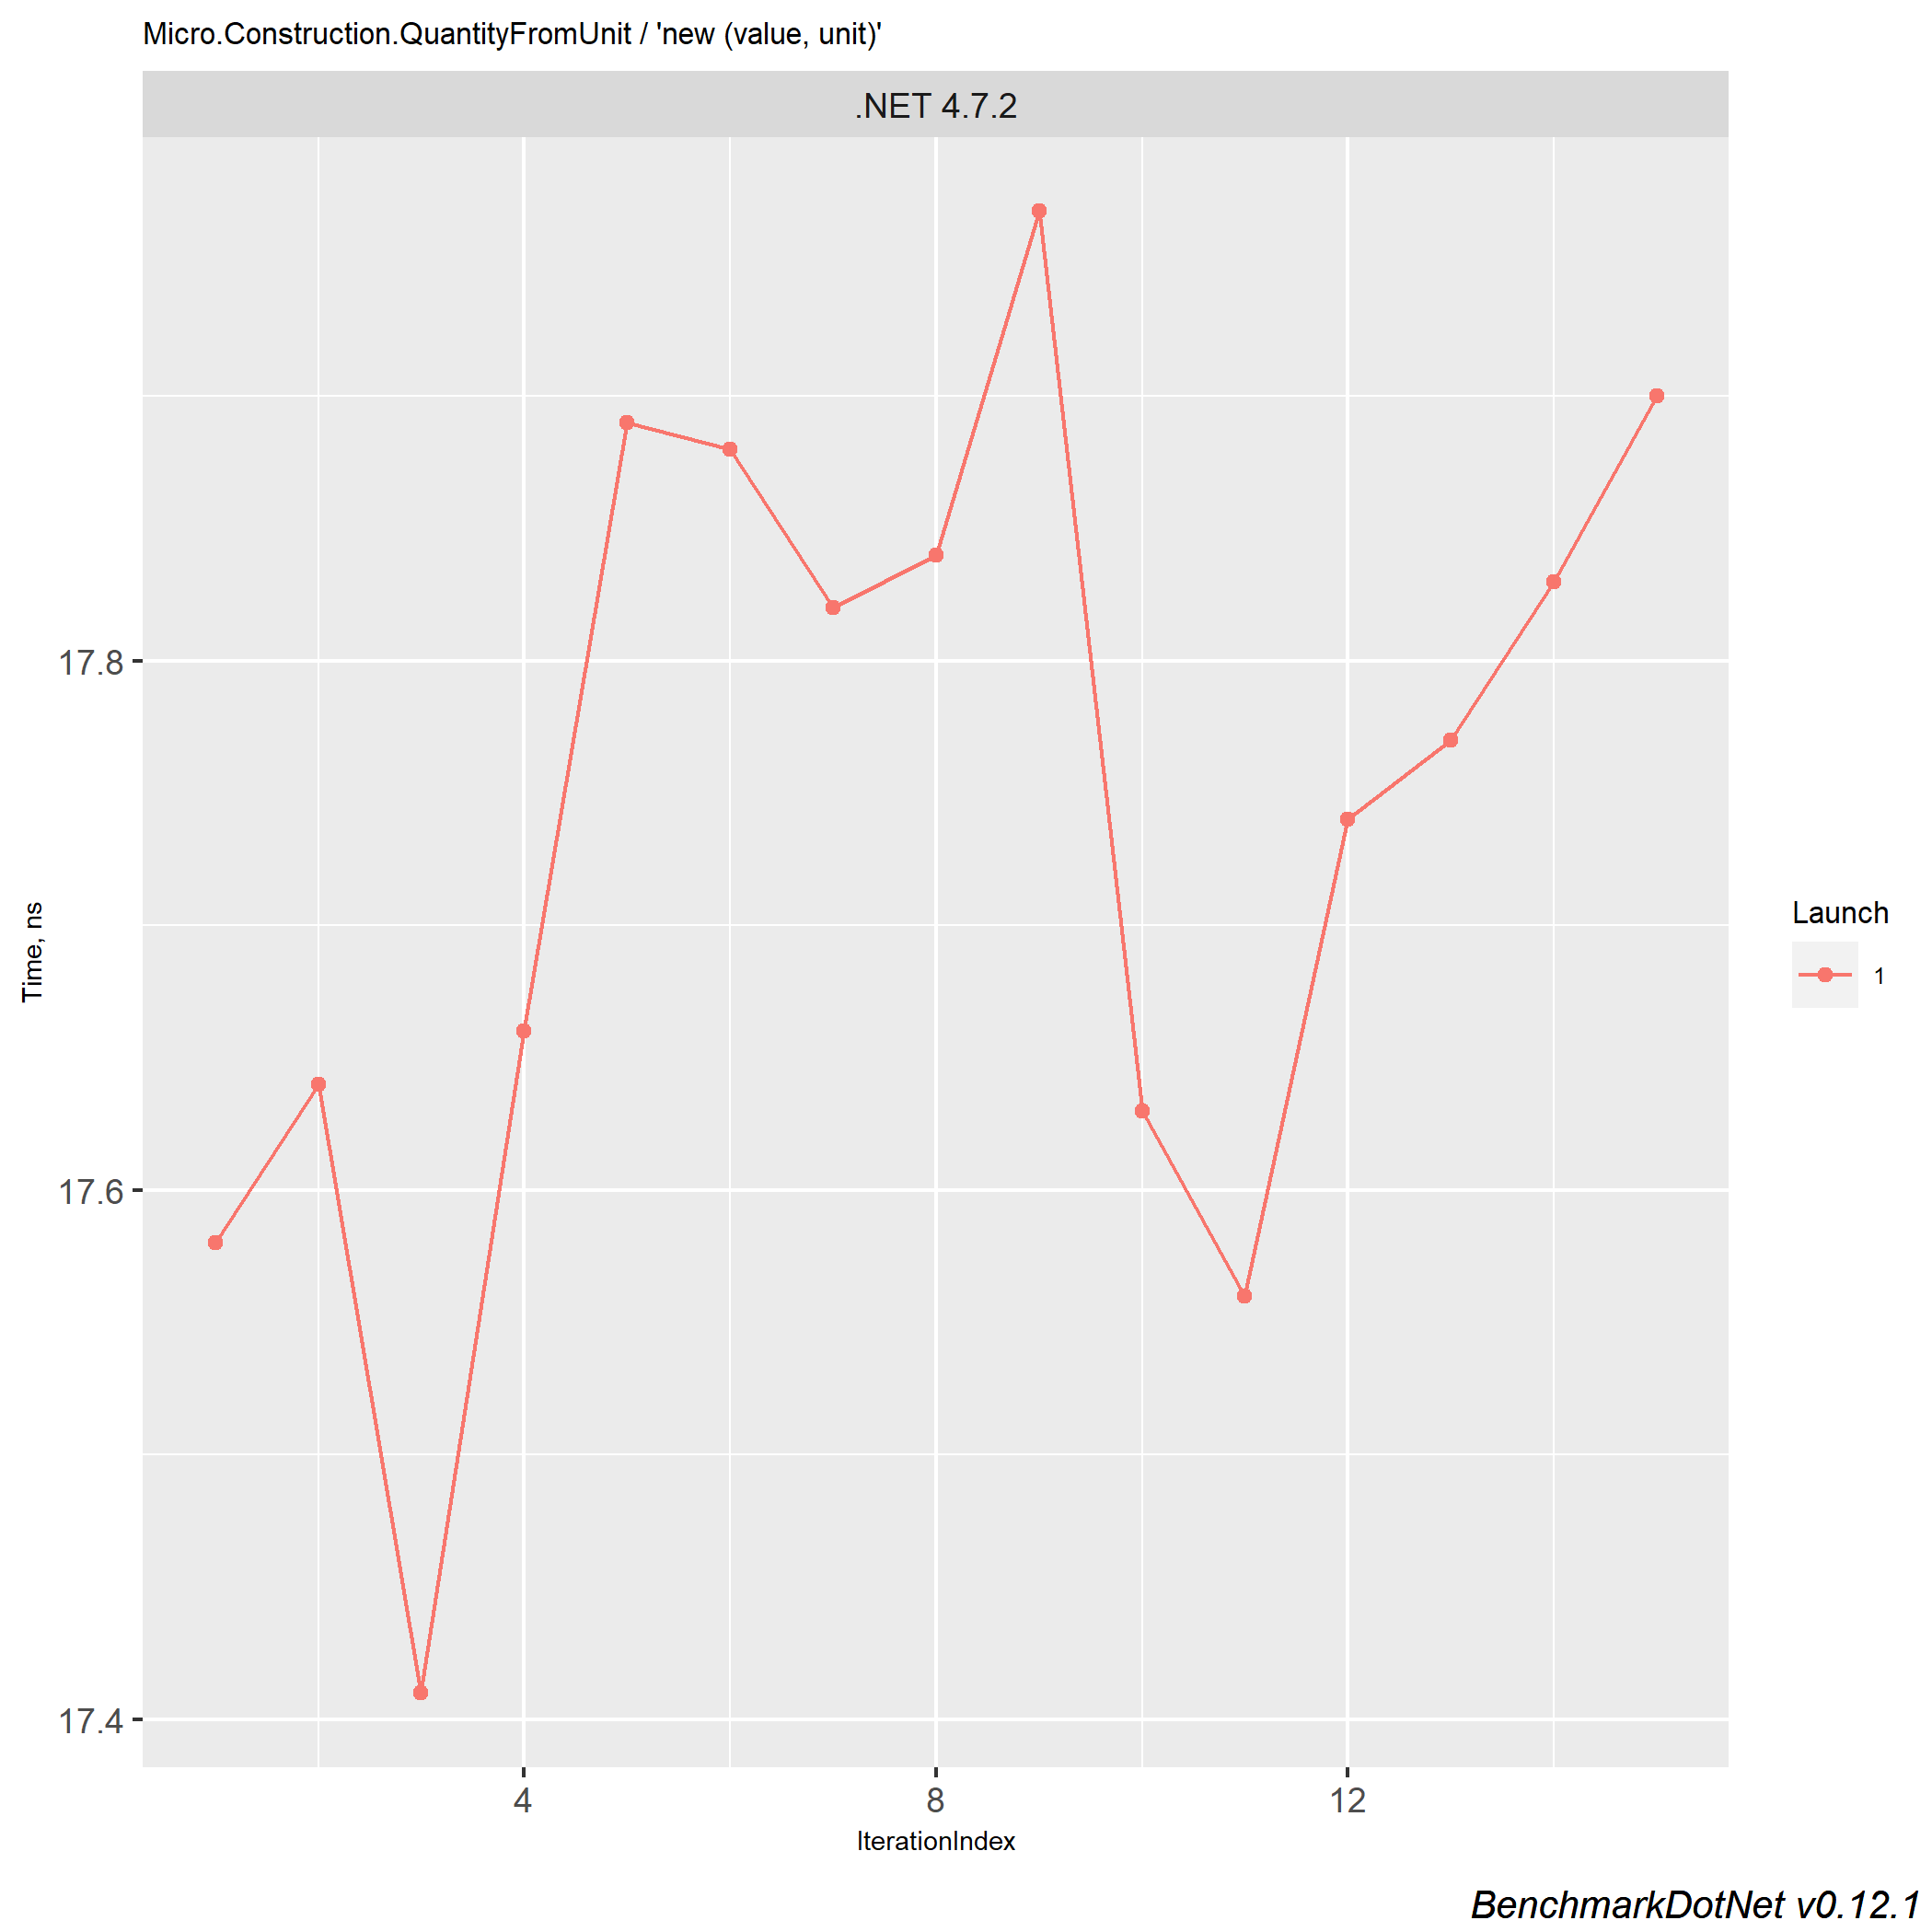 Micro.Construction.QuantityFromUnit / 'new (value, unit)'
.NET 4.7.2
17.8
17.6
17.4
Time, ns
4
8
12
IterationIndex
Launch
1
BenchmarkDotNet v0.12.1